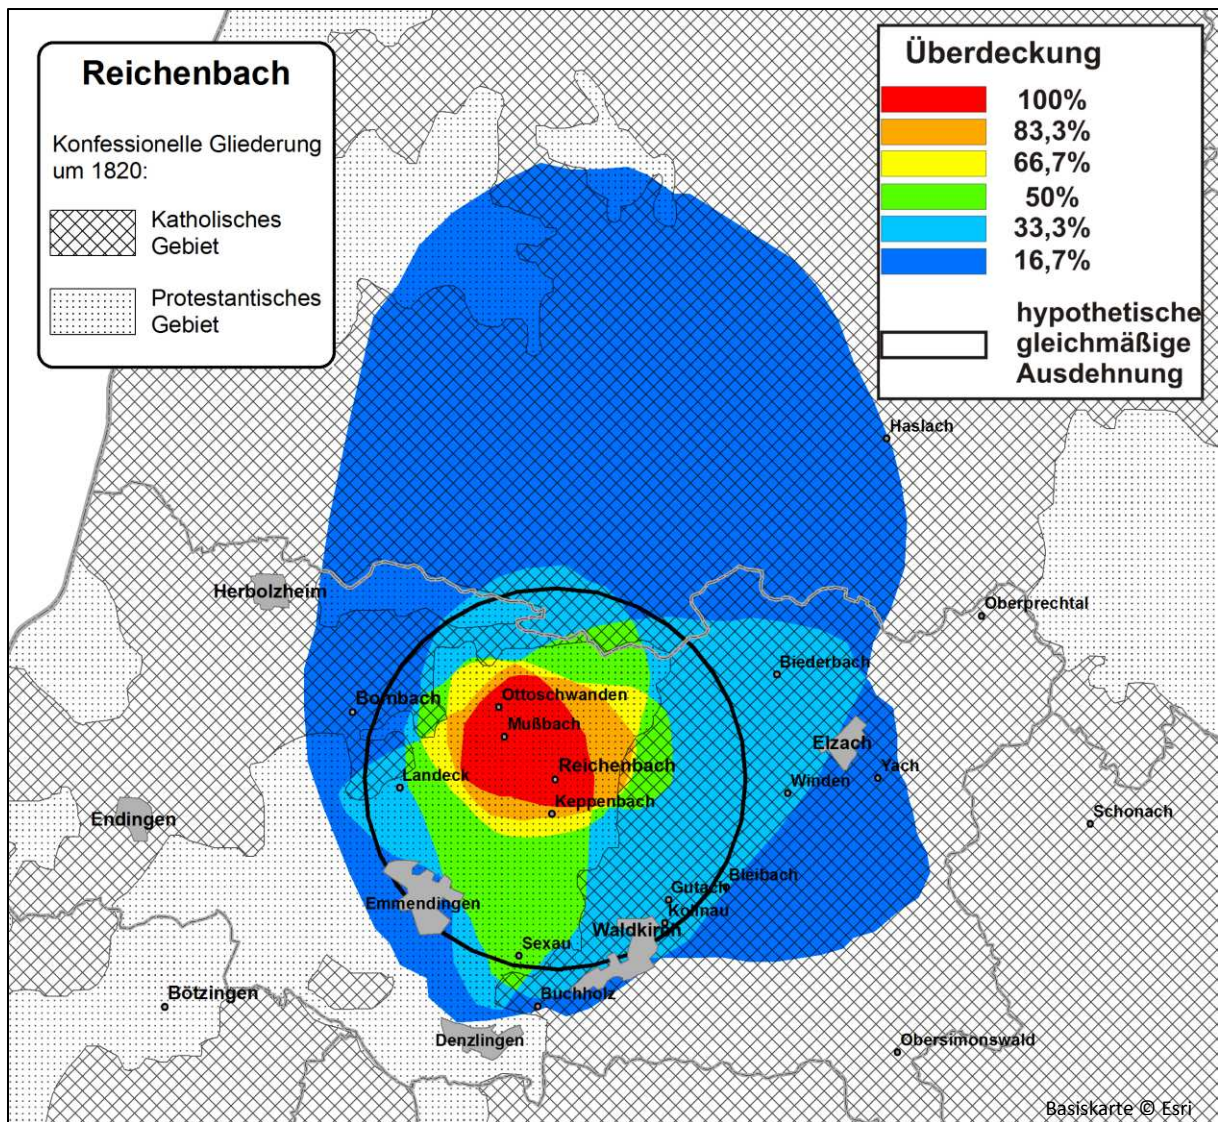 Reichenbach
Konfessionelle Gliederung
um 1820:
Katholisches
Gebiet
Protestantisches
Gebiet
Überdeckung
100%
83,3%
66,7%
50%
33,3%
16,7%
hypothetische
gleichmäßige
Ausdehnung
Haslach
Herbolzheim
Oberprechtal
Biederbach
Bombach
Ottoschwanden
Mußbach
Elzach
Reichenbach
Landeck
Winden
Yach
Keppenbach
Endingen
Schonach
Bleibach
Gutach
Emmendingen
Kollnau
Waldkirch
Sexau
Bötzingen
Buchholz
Denzlingen
Obersimonswald
Basiskarte © Esri